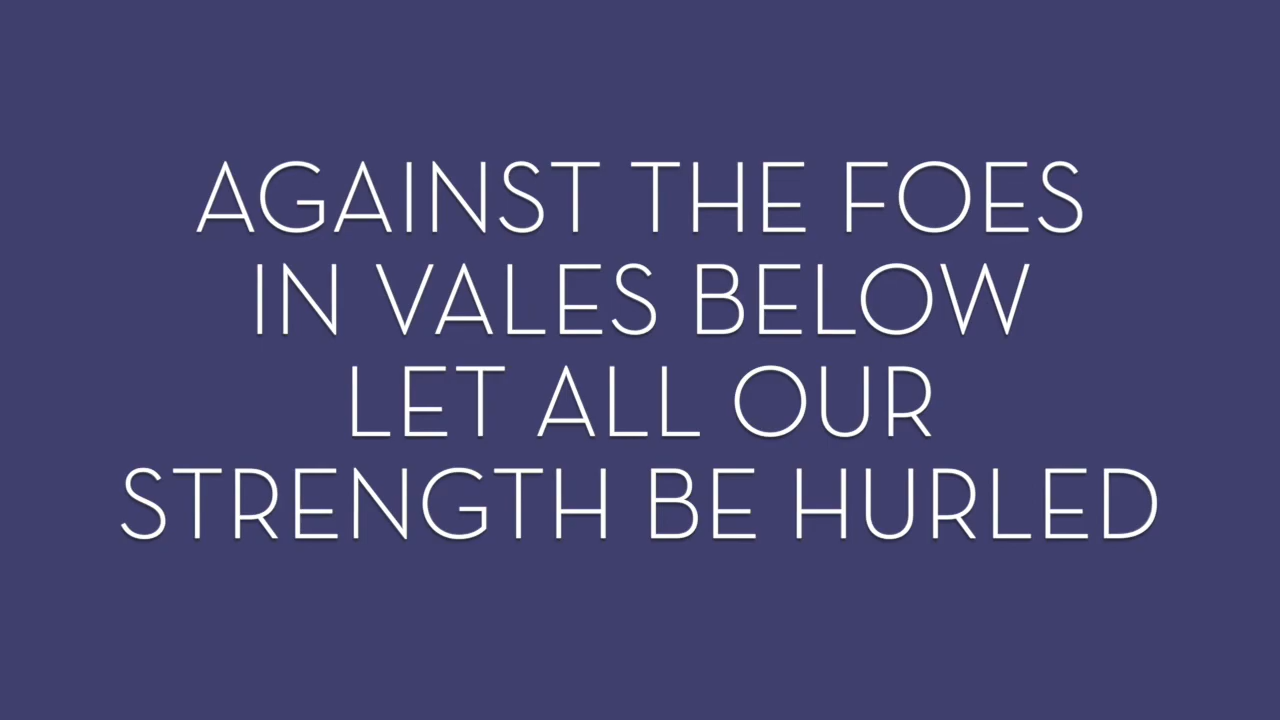 AGAINST THE FOES
IN VALES BELOW
LET ALL OUR
STRENGTH BE HURLED